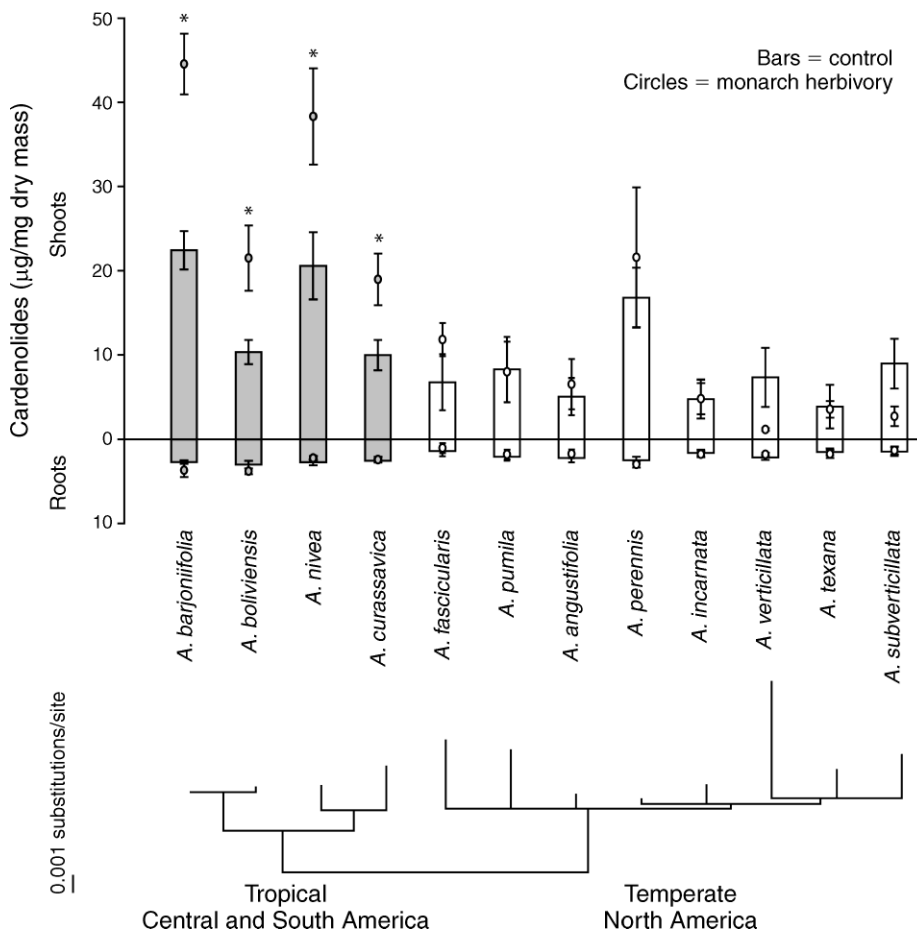 Bars = control
Circles = monarch herbivory
Cardenolides (µg/mg dry mass)
Shoots
Roots
50
40
30
20
10
0
10
*
*
*
*
A. barjoniifolia
A. boliviensis
A. nivea
A. curassavica
A. fascicularis
A. pumila
A. angustifolia
A. perennis
A. incarnata
A. verticillata
A. texana
A. subverticillata
0.001 substitutions/site
Tropical
Central and South America
Temperate
North America